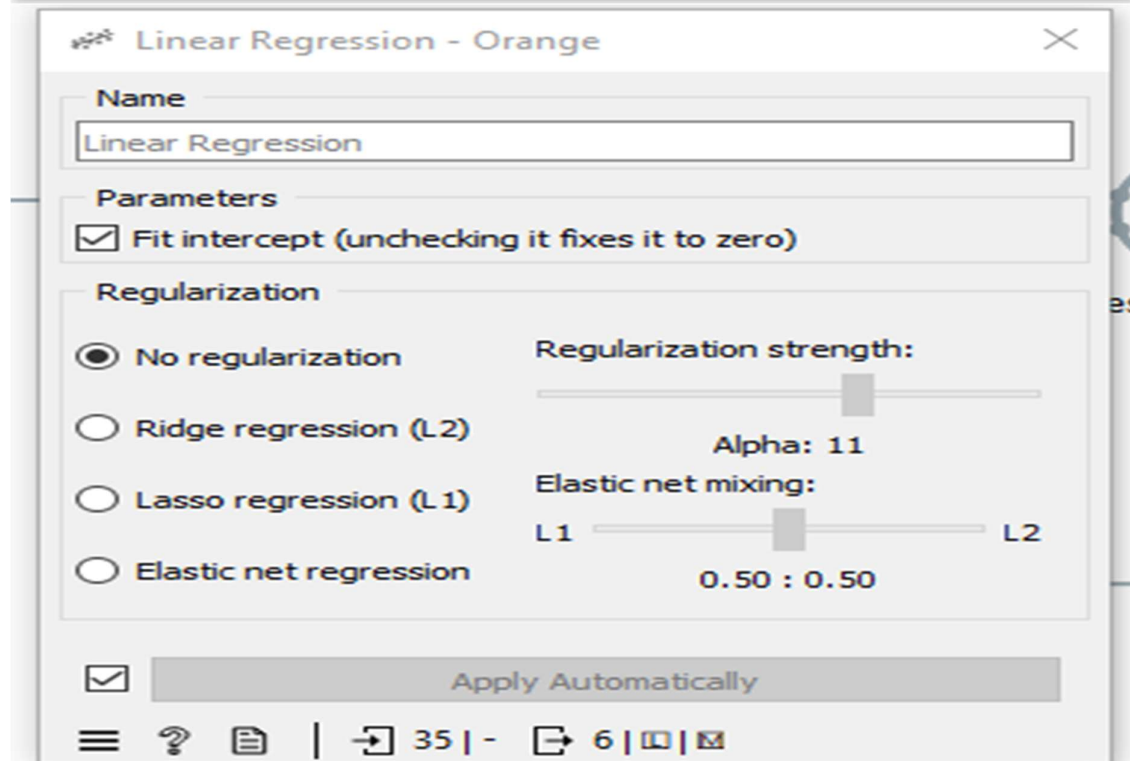 Linear Regression - Orange
Name
Linear Regression
Parameters
Fit intercept (unchecking it fixes it to zero)
Regularization
No regularization
Ridge regression (L2)
Lasso regression (L1)
Elastic net regression
Regularization strength:
Alpha: 11
Elastic net mixing:
L1 L2
0.50 : 0.50
Apply Automatically
? | 35 | - 6 | L | M
es